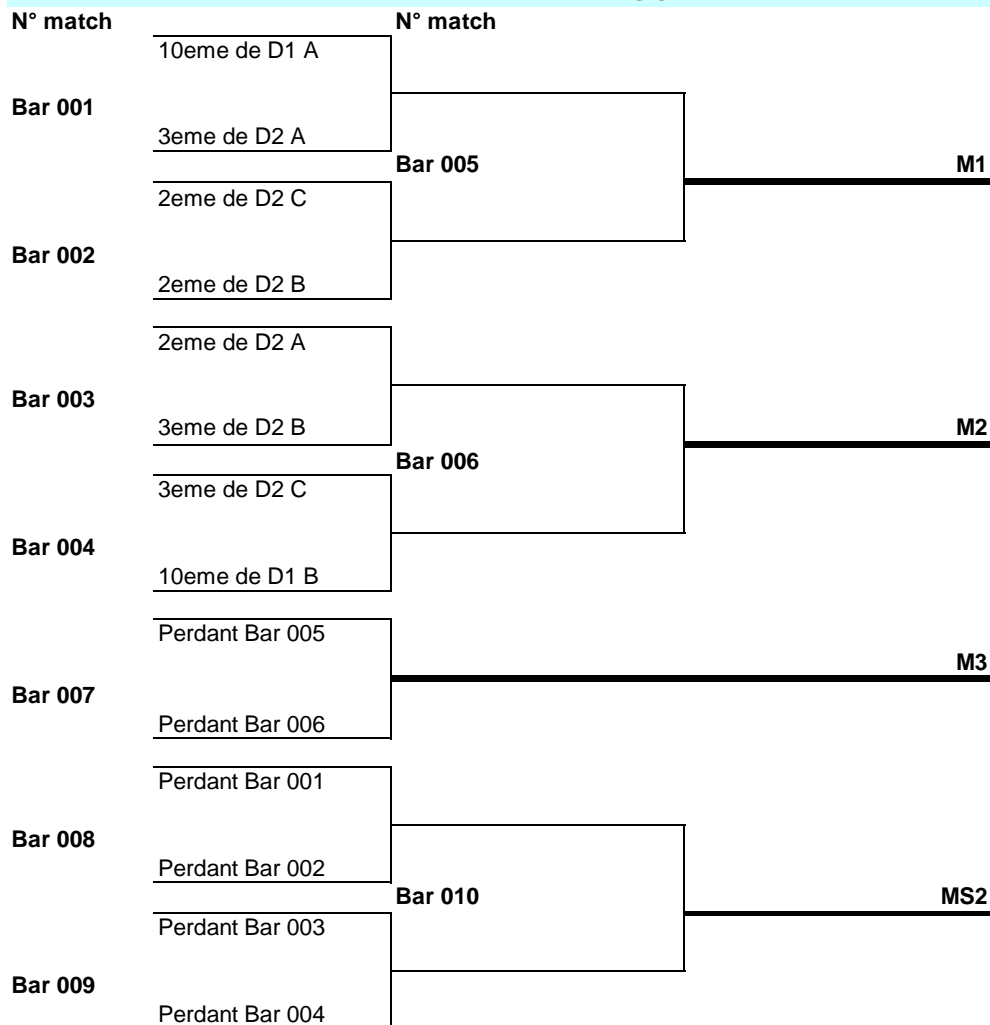 N° match N° match
10eme de D1 A
Bar 001
3eme de D2 A
Bar 005 M1
2eme de D2 C
Bar 002
2eme de D2 B
2eme de D2 A
Bar 003
3eme de D2 B M2
Bar 006
3eme de D2 C
Bar 004
10eme de D1 B
Perdant Bar 005
M3
Bar 007
Perdant Bar 006
Perdant Bar 001
Bar 008
Perdant Bar 002
Bar 010 MS2
Perdant Bar 003
Bar 009
Perdant Bar 004